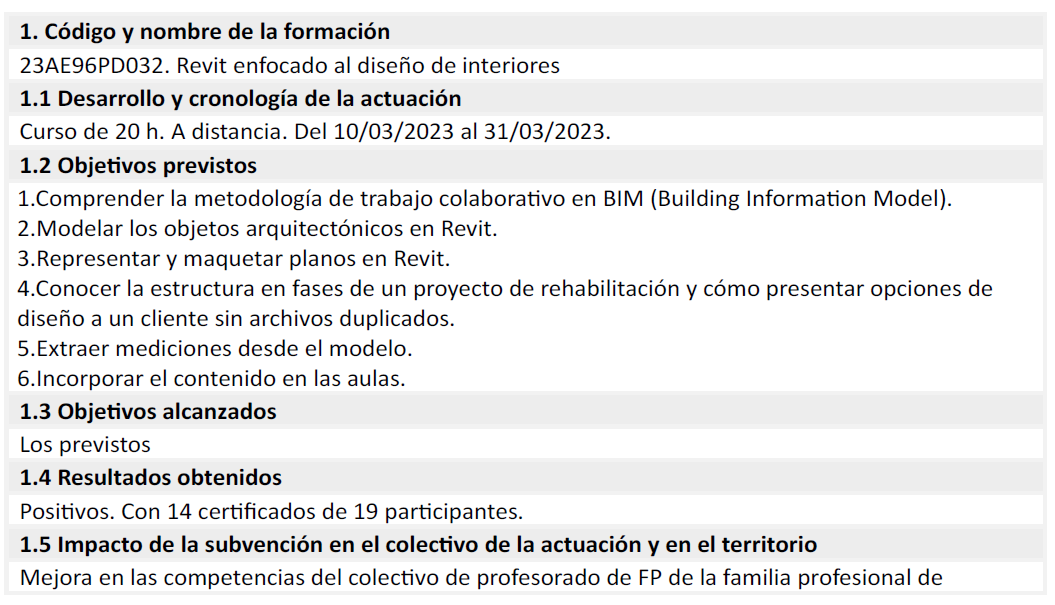 1. Código y nombre de la formación
23AE96PD032. Revit enfocado al diseño de interiores
1.1 Desarrollo y cronología de la actuación
Curso de 20 h. A distancia. Del 10/03/2023 al 31/03/2023.
1.2 Objetivos previstos
1.Comprender la metodología de trabajo colaborativo en BIM (Building Information Model).
2.Modelar los objetos arquitectónicos en Revit.
3.Representar y maquetar planos en Revit.
4.Conocer la estructura en fases de un proyecto de rehabilitación y cómo presentar opciones de
diseño a un cliente sin archivos duplicados.
5.Extraer mediciones desde el modelo.
6.Incorporar el contenido en las aulas.
1.3 Objetivos alcanzados
Los previstos
1.4 Resultados obtenidos
Positivos. Con 14 certificados de 19 participantes.
1.5 Impacto de la subvención en el colectivo de la actuación y en el territorio
Mejora en las competencias del colectivo de profesorado de FP de la familia profesional de